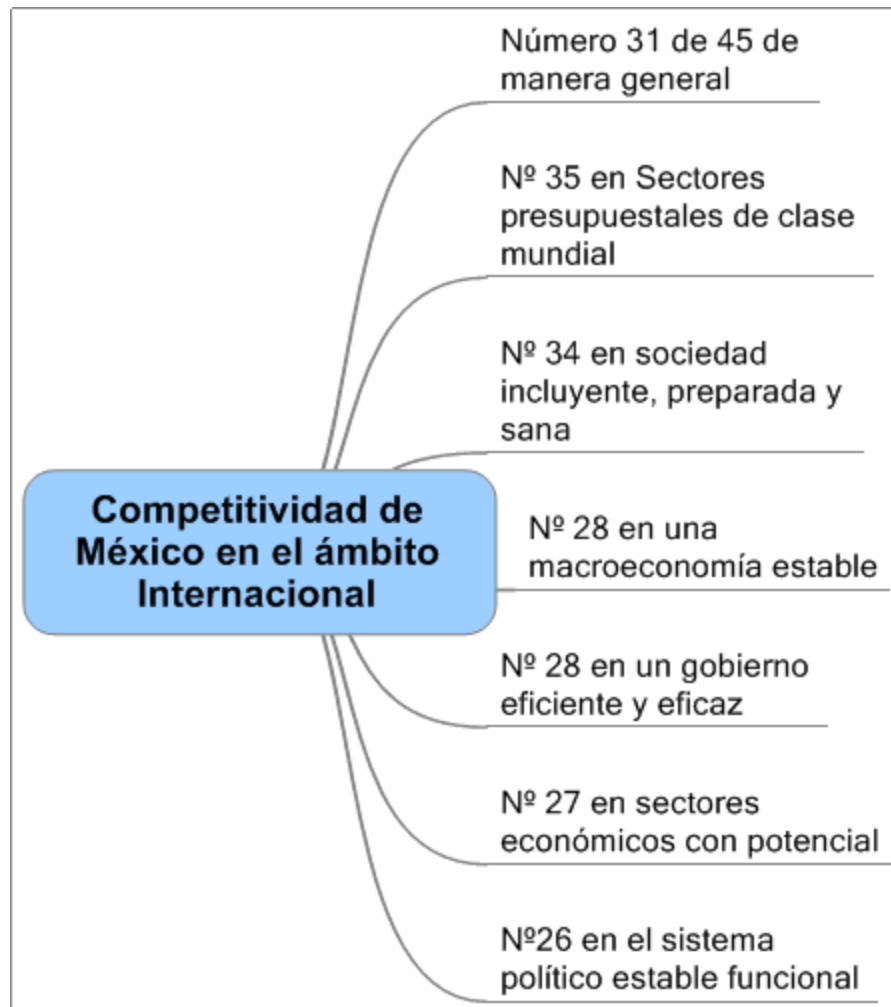 Número 31 de 45 de
manera general
Nº 35 en Sectores
presupuestales de clase
mundial
Nº 34 en sociedad
incluyente, preparada y
sana
Competitividad de
México en el ámbito
Internacional
Nº 28 en una
macroeconomía estable
Nº 28 en un gobierno
eficiente y eficaz
Nº 27 en sectores
económicos con potencial
Nº26 en el sistema
político estable funcional